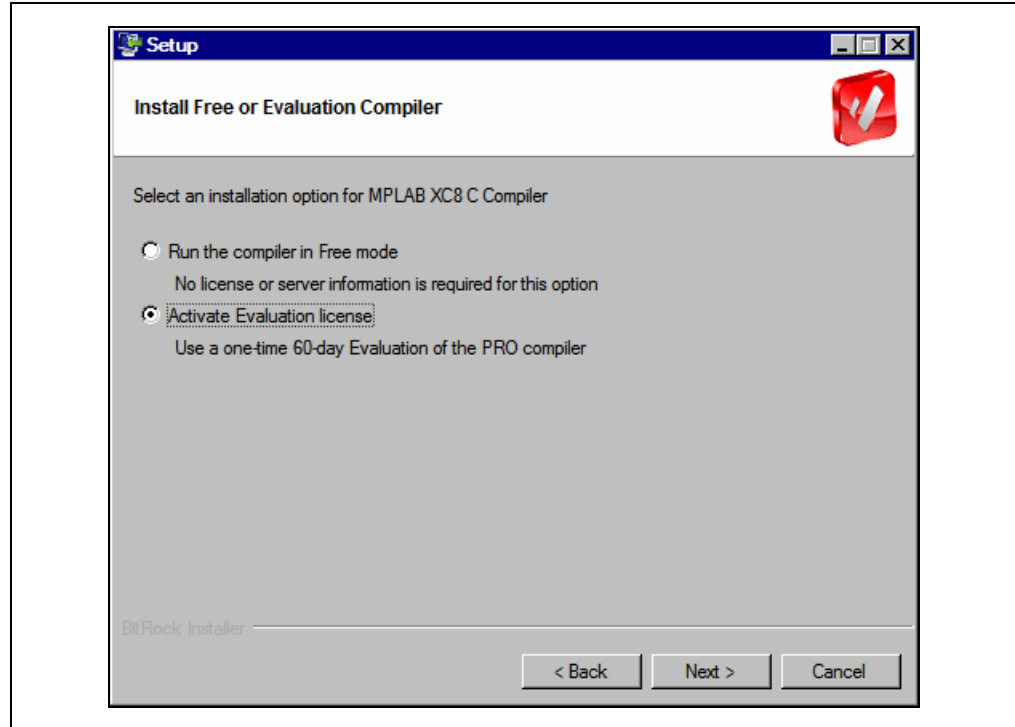 Setup
Install Free or Evaluation Compiler
Select an installation option for MPLAB XC8 C Compiler
Run the compiler in Free mode
No license or server information is required for this option
Activate Evaluation license
Use a one-time 60-day Evaluation of the PRO compiler
BitRock Installer
< Back Next > Cancel